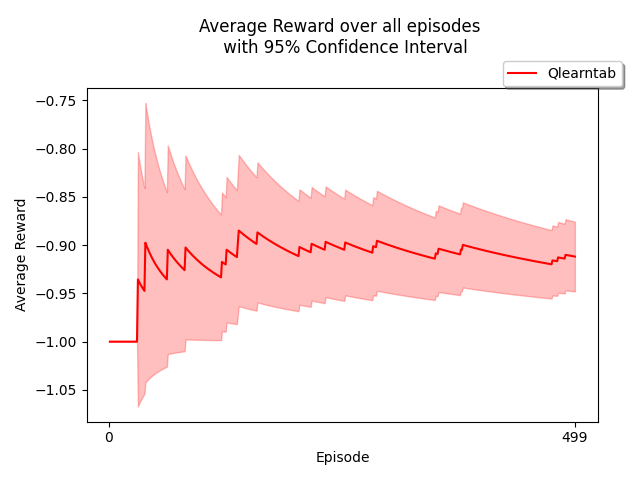 Average Reward over all episodes
with 95% Confidence Interval
Qlearntab
−0.75
−0.80
−0.85
−0.90
−0.95
−1.00
−1.05
Average Reward
0
499
Episode